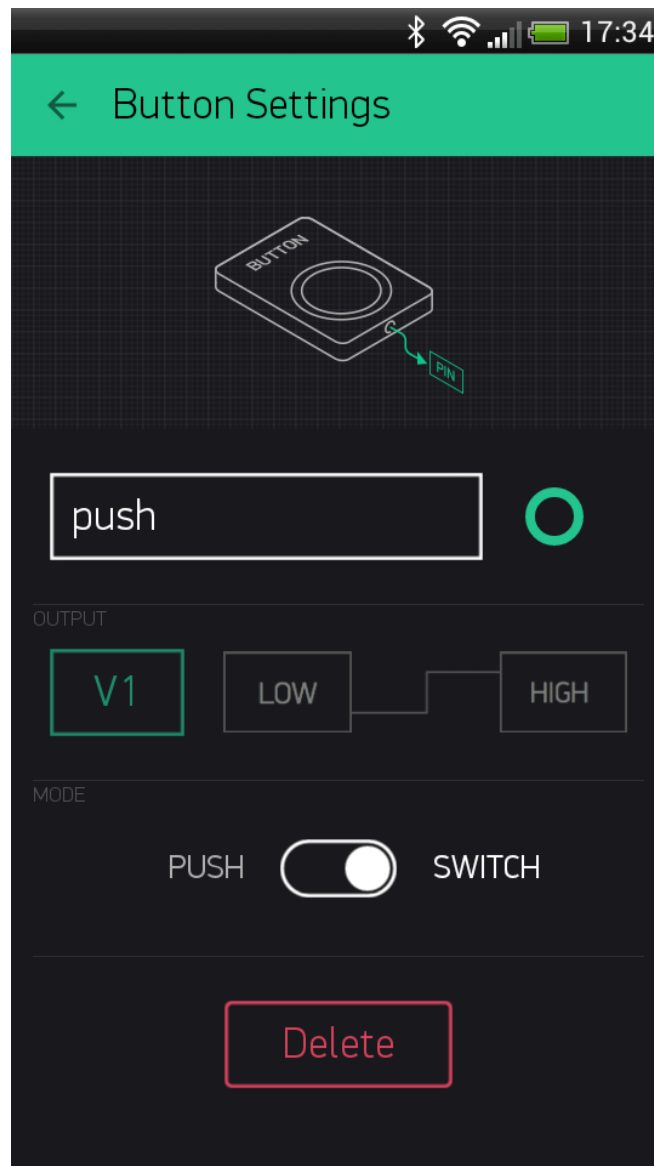 17:34
Button Settings
BUTTON
PIN
push
OUTPUT
V1 LOW HIGH
MODE
PUSH SWITCH
Delete